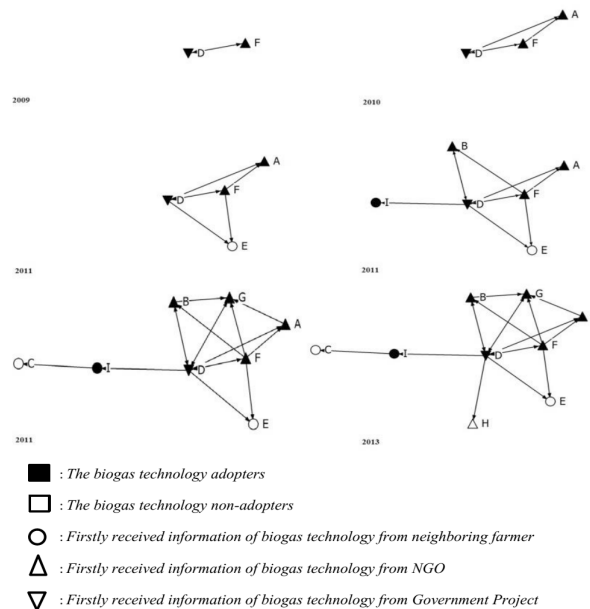 D F
2009
A
D F
2010
A
D F
E
2011
B
A
I D F
E
2011
B G
A
C I D F
E
2011
B G
C I D F
E
H
2013
: The biogas technology adopters
: The biogas technology non-adopters
: Firstly received information of biogas technology from neighboring farmer
: Firstly received information of biogas technology from NGO
: Firstly received information of biogas technology from Government Project